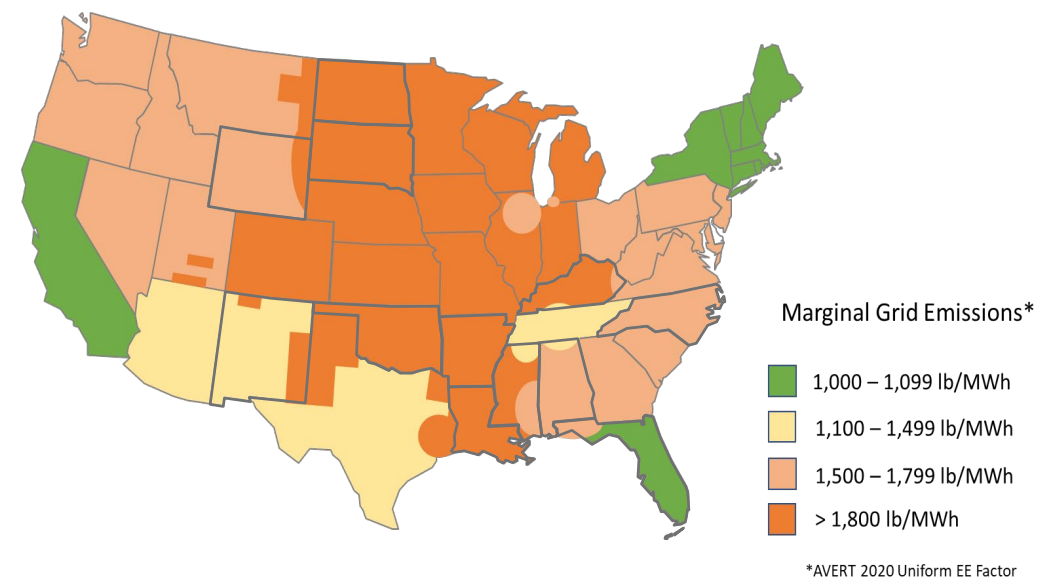 Marginal Grid Emissions*
1,000 – 1,099 lb/MWh
1,100 – 1,499 lb/MWh
1,500 – 1,799 lb/MWh
> 1,800 lb/MWh
*AVERT 2020 Uniform EE Factor